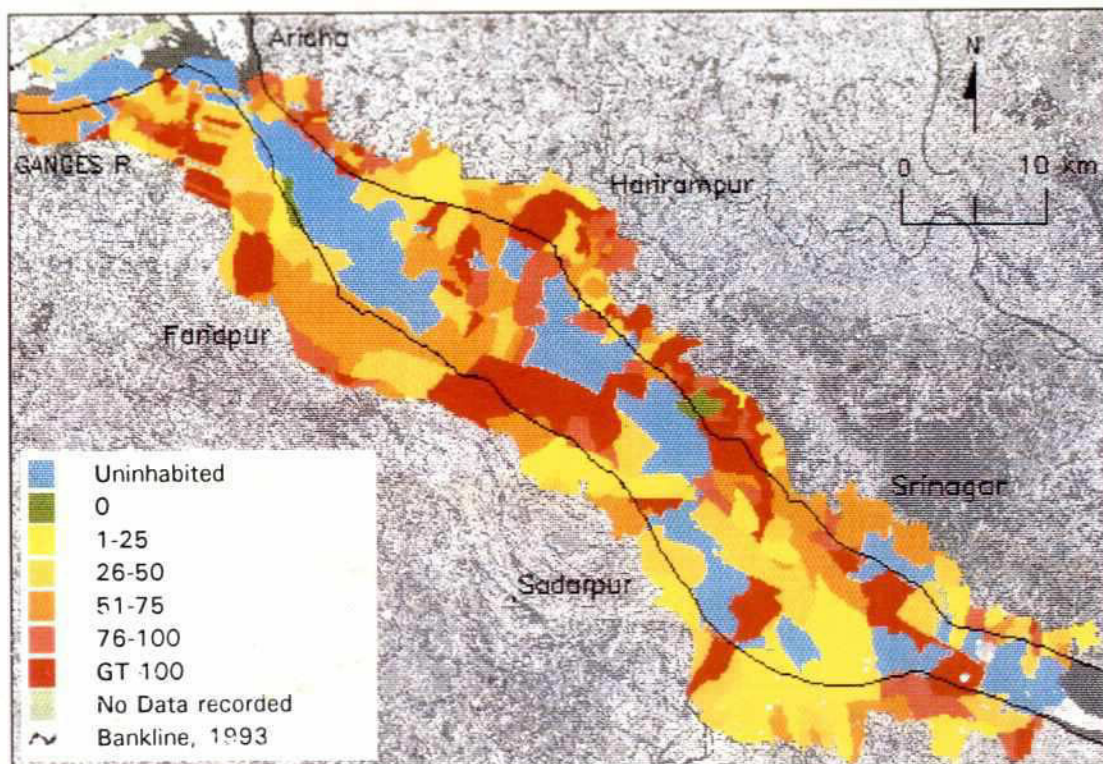 Aricha
N
GANGES R
0 10 km
Harirampur
Faridpur
Srinagar
Sadarpur
Uninhabited
0
1-25
26-50
51-75
76-100
GT 100
No Data recorded
Bankline, 1993